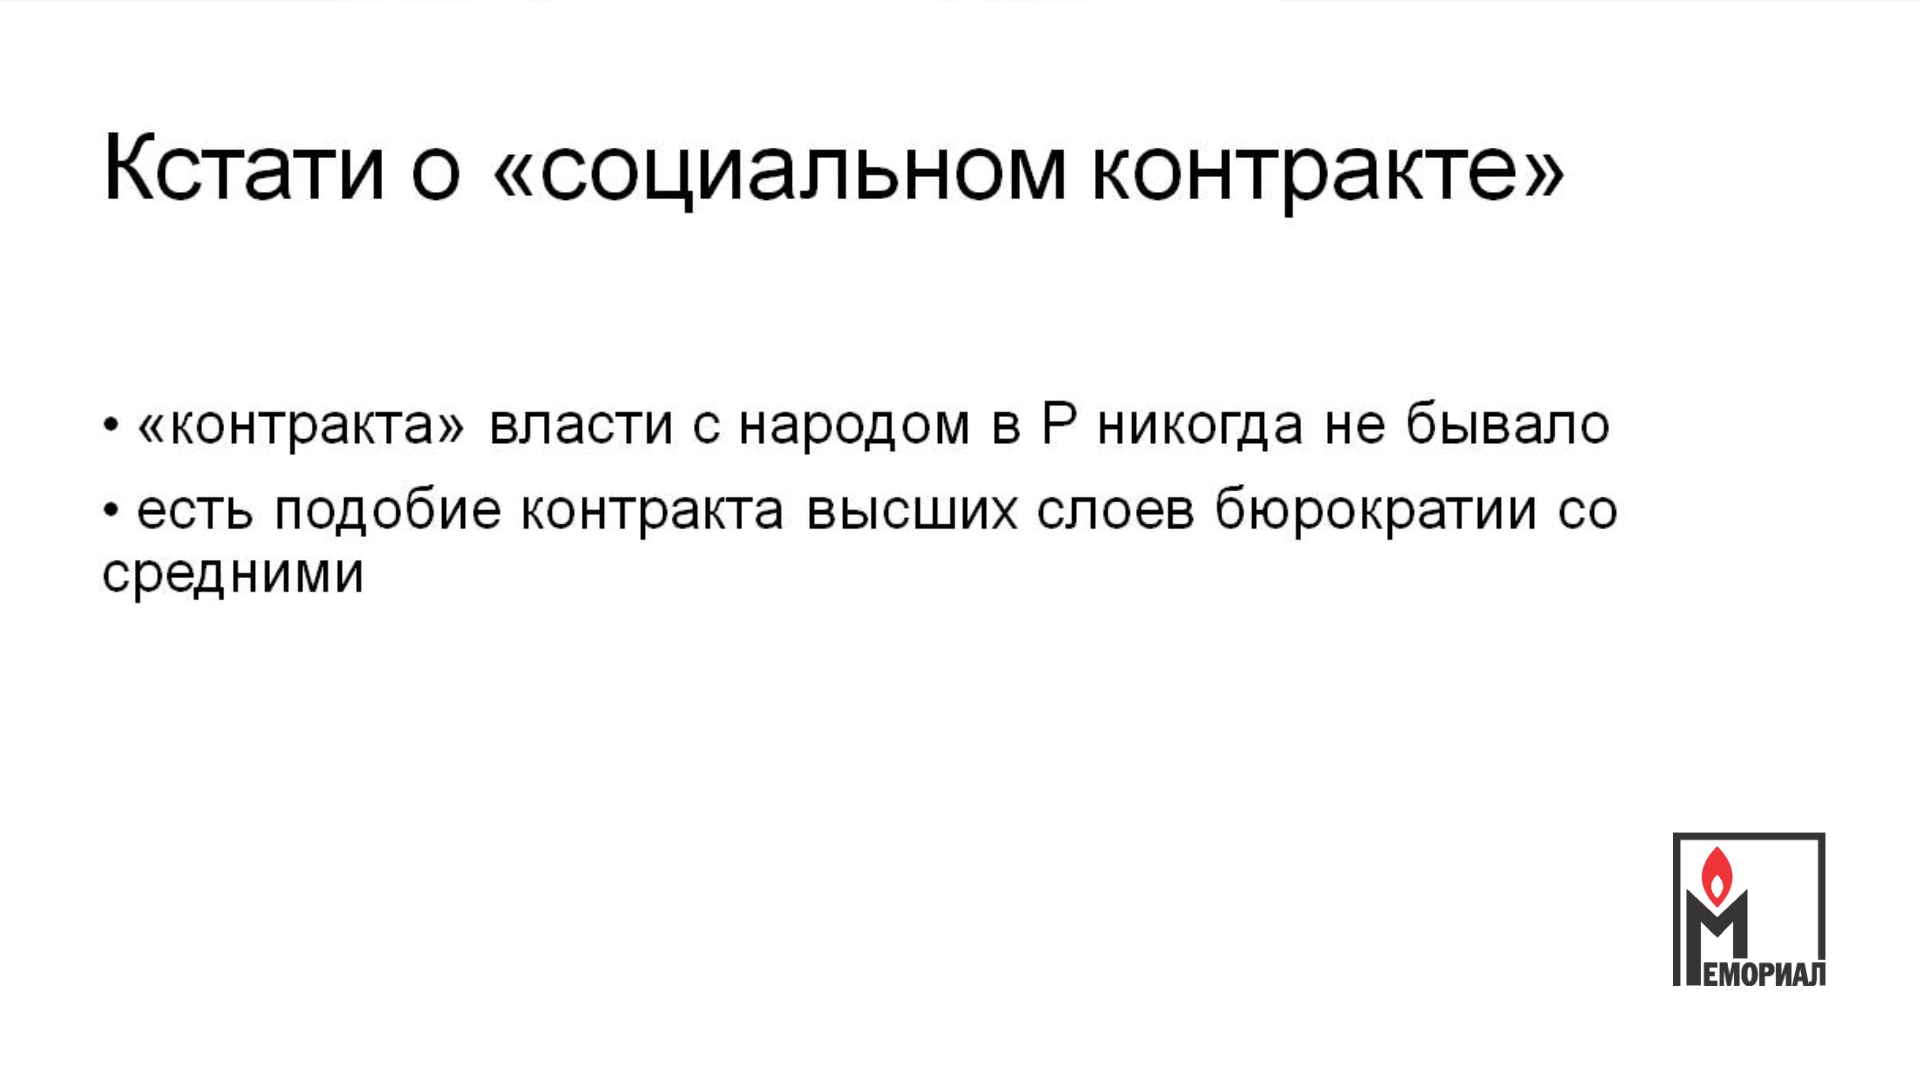 Кстати о «социальном контракте»
• «контракта» власти с народом в Р никогда не бывало
• есть подобие контракта высших слоев бюрократии со
средними
МЕМОРИАЛ